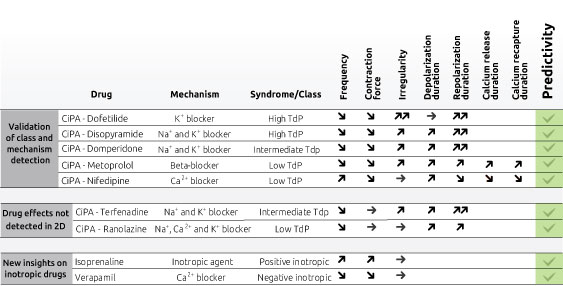 Drug Mechanism Syndrome/Class Frequency Contraction force Irregularity Depolarization duration Repolarization duration Calcium release duration Calcium recapture duration Predictivity
Validation of class and mechanism detection
CiPA - Dofetilide K⁺ blocker High TdP ↘ ↘ ↗↗ → ↗↗ ✓
CiPA - Disopyramide Na⁺ and K⁺ blocker High TdP ↘ ↘ ↗ ↗ ↗↗ ✓
CiPA - Domperidone Na⁺ and K⁺ blocker Intermediate Tdp ↘ ↘ ↗ ↗ ↗↗ ✓
CiPA - Metoprolol Beta-blocker Low TdP ↘ ↘ ↗ ↗ ↗ ↗ ↗ ✓
CiPA - Nifedipine Ca²⁺ blocker Low TdP ↗ ↘ → ↗ ↘ ↘ ↘ ✓
Drug effects not detected in 2D
CiPA - Terfenadine Na⁺ and K⁺ blocker Intermediate Tdp ↘ → ↗ ↗ ↗↗ ✓
CiPA - Ranolazine Na⁺, Ca²⁺ and K⁺ blocker Low TdP ↘ → → ↗ ↗ ✓
New insights on inotropic drugs
Isoprenaline Inotropic agent Positive inotropic ↗ ↗ → ✓
Verapamil Ca²⁺ blocker Negative inotropic ↘ ↘ → ✓